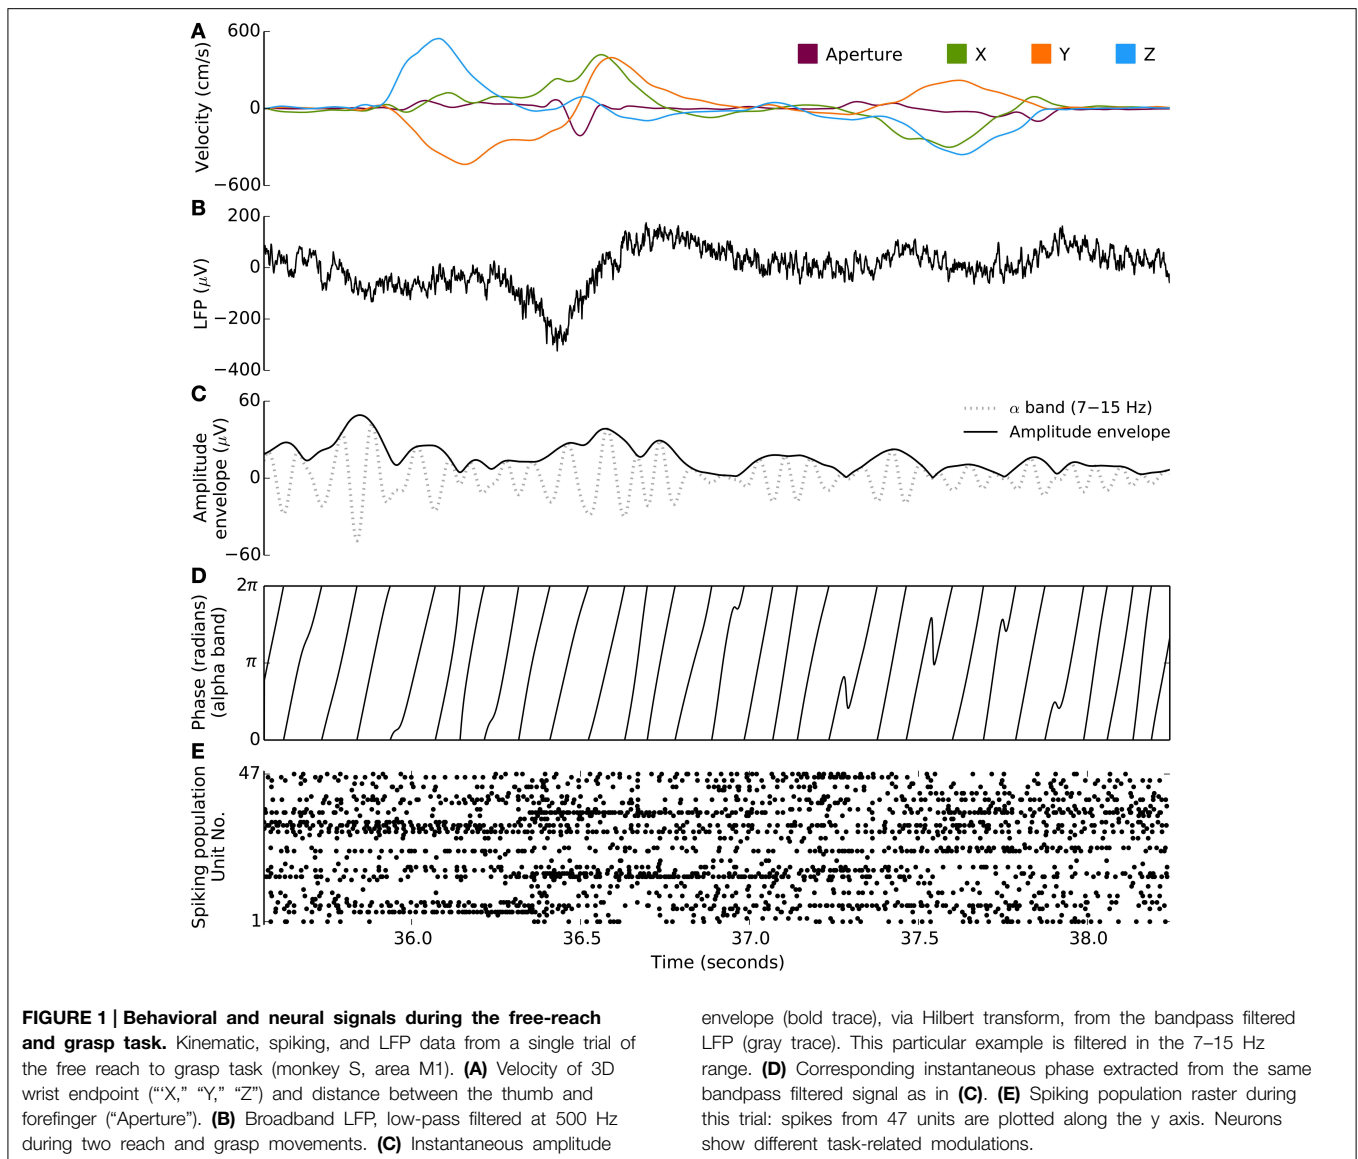 A
600
0
−600
Velocity (cm/s)
Aperture
X
Y
Z
B
200
0
−200
−400
LFP (μV)
C
60
0
−60
Amplitude
envelope (μV)
α band (7−15 Hz)
Amplitude envelope
D
2π
π
0
Phase (radians)
(alpha band)
E
47
1
Spiking population
Unit No.
36.0
36.5
37.0
37.5
38.0
Time (seconds)
FIGURE 1 | Behavioral and neural signals during the free-reach
and grasp task. Kinematic, spiking, and LFP data from a single trial of
the free reach to grasp task (monkey S, area M1). (A) Velocity of 3D
wrist endpoint (“‘X,” “Y,” “Z”) and distance between the thumb and
forefinger (“Aperture”). (B) Broadband LFP, low-pass filtered at 500 Hz
during two reach and grasp movements. (C) Instantaneous amplitude
envelope (bold trace), via Hilbert transform, from the bandpass filtered
LFP (gray trace). This particular example is filtered in the 7–15 Hz
range. (D) Corresponding instantaneous phase extracted from the same
bandpass filtered signal as in (C). (E) Spiking population raster during
this trial: spikes from 47 units are plotted along the y axis. Neurons
show different task-related modulations.